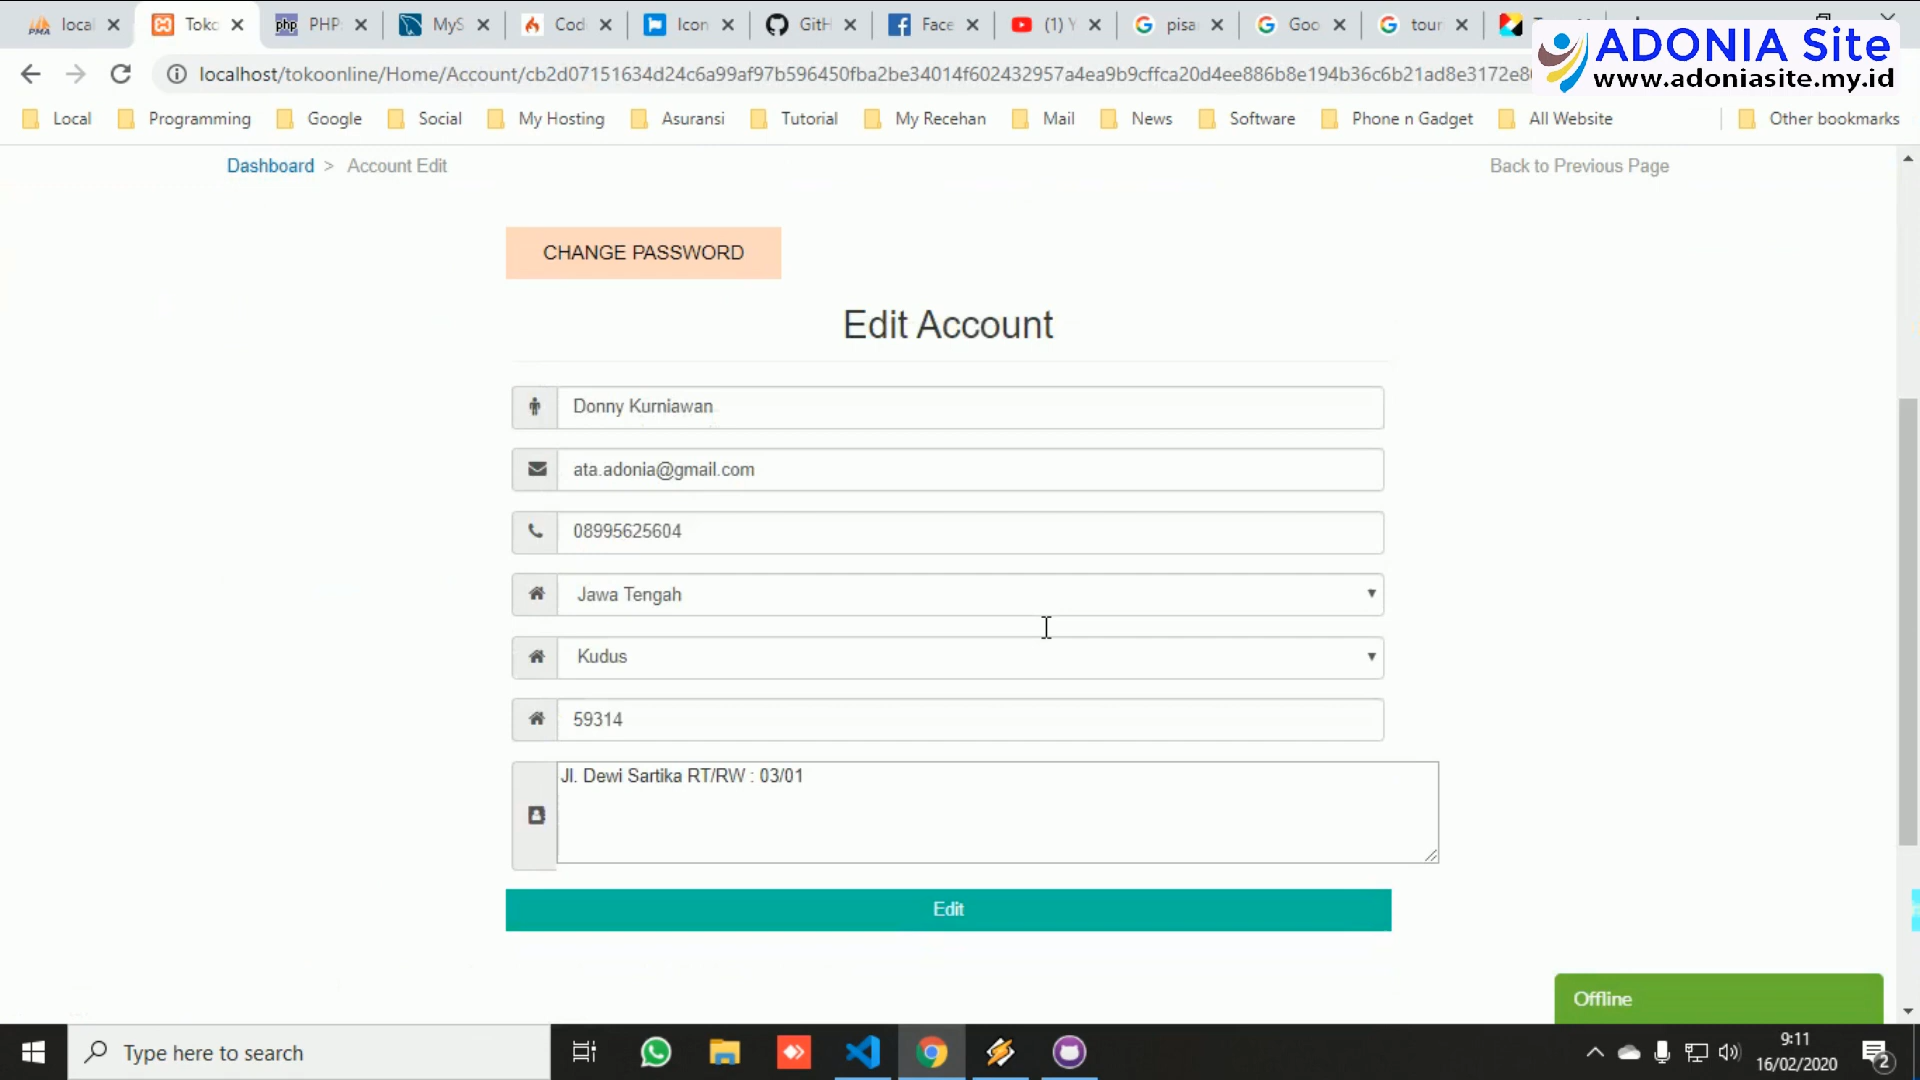 loca
Tokc
PHP
MyS
Cod
Icon
GitH
Face
(1) Y
pisa
Goo
tour
ADONIA Site
www.adoniasite.my.id
localhost/tokoonline/Home/Account/cb2d07151634d24c6a99af97b596450fba2be34014f602432957a4ea9b9cffca20d4ee886b8e194b36c6b21ad8e3172e8
Local
Programming
Google
Social
My Hosting
Asuransi
Tutorial
My Recehan
Mail
News
Software
Phone n Gadget
All Website
Other bookmarks
Dashboard > Account Edit
Back to Previous Page
CHANGE PASSWORD
Edit Account
Donny Kurniawan
ata.adonia@gmail.com
08995625604
Jawa Tengah
Kudus
59314
Jl. Dewi Sartika RT/RW : 03/01
Edit
Offline
Type here to search
9:11
16/02/2020
2